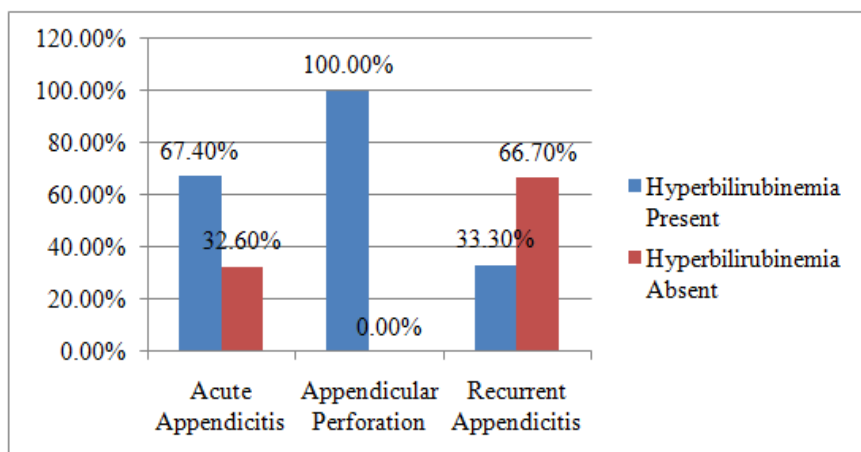 120.00%
100.00%
80.00%
60.00%
40.00%
20.00%
0.00%
67.40%
32.60%
100.00%
0.00%
33.30%
66.70%
Acute
Appendicitis
Appendicular
Perforation
Recurrent
Appendicitis
Hyperbilirubinemia
Present
Hyperbilirubinemia
Absent